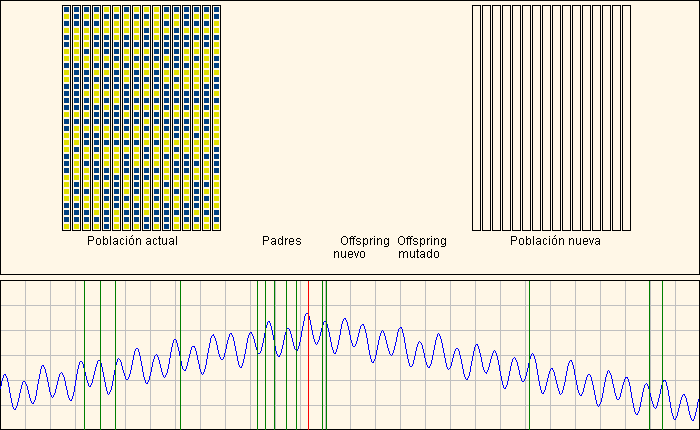 Población actual
Padres
Offspring
nuevo
Offspring
mutado
Población nueva